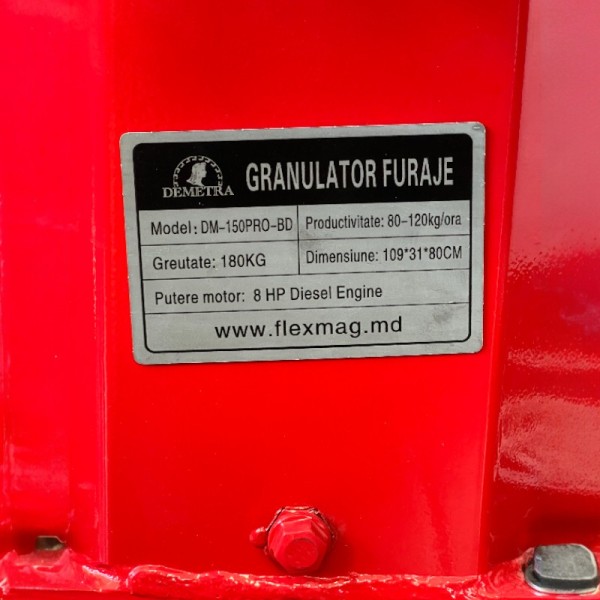 DEMETRA
GRANULATOR FURAJE
Model: DM-150PRO-BD
Productivitate: 80-120kg/ora
Greutate: 180KG
Dimensiune: 109*31*80CM
Putere motor: 8 HP Diesel Engine
www.flexmag.md